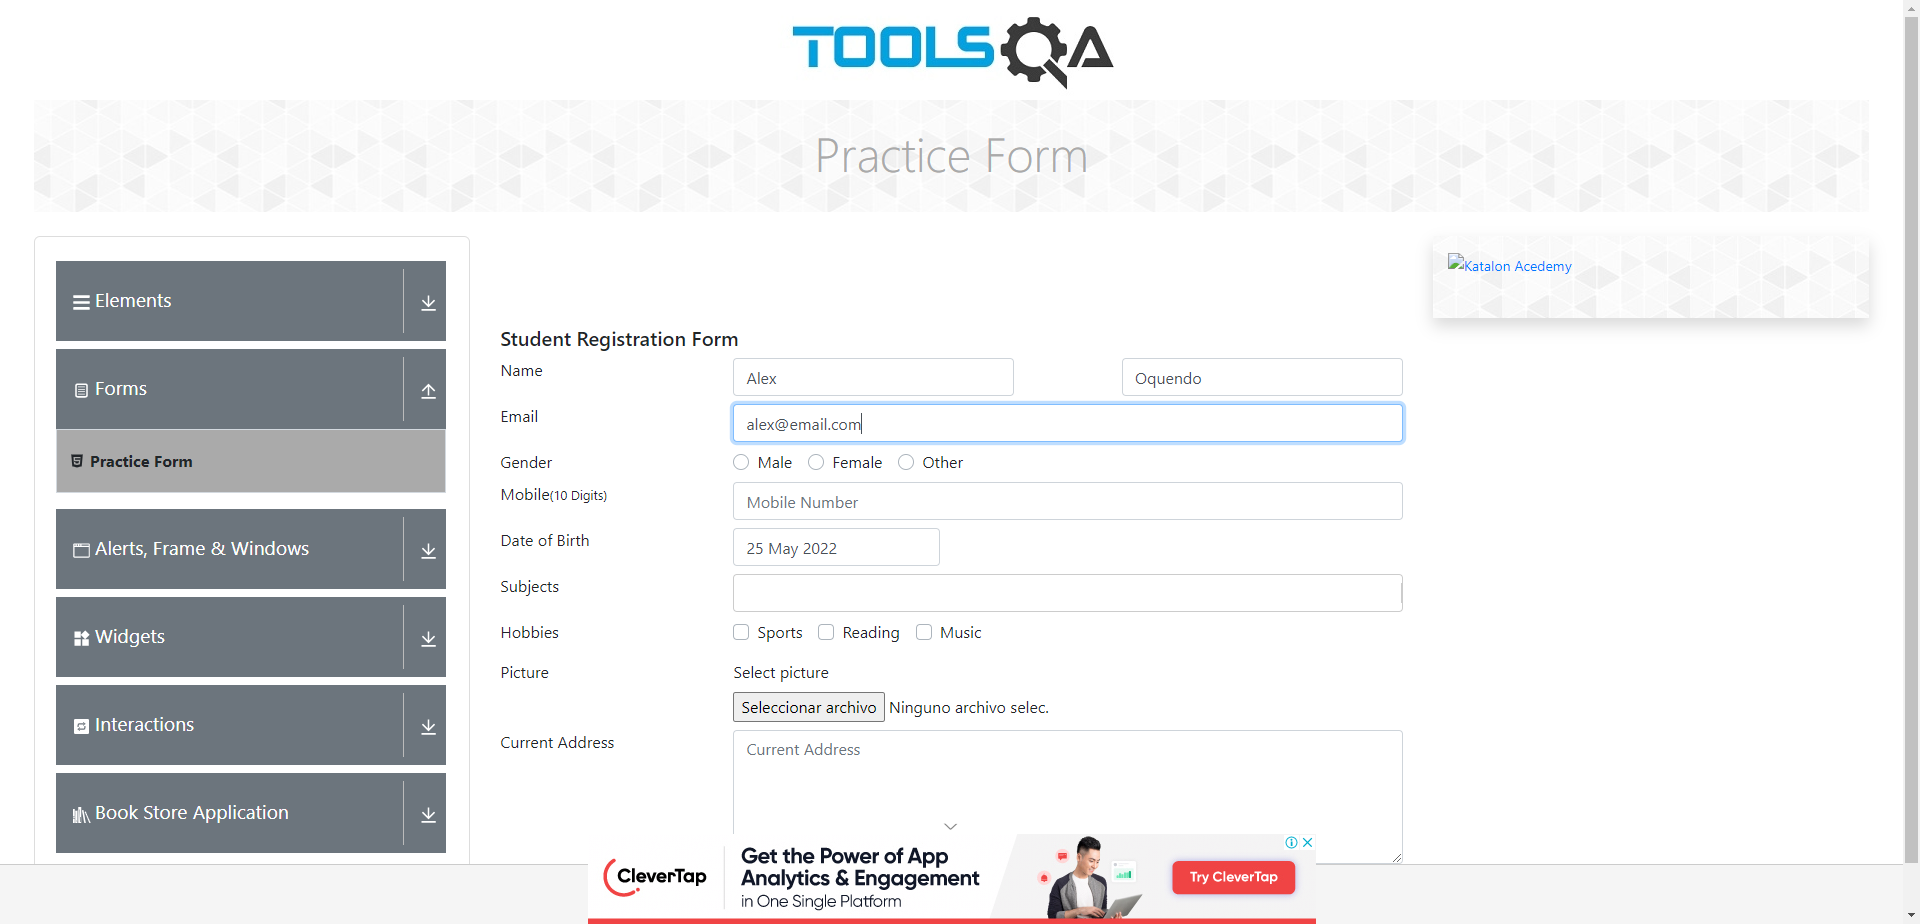 TOOLSQA
Practice Form
Elements
Forms
Practice Form
Alerts, Frame & Windows
Widgets
Interactions
Book Store Application
Student Registration Form
Name
Alex
Oquendo
Email
alex@email.com
Gender
Male
Female
Other
Mobile(10 Digits)
Mobile Number
Date of Birth
25 May 2022
Subjects
Hobbies
Sports
Reading
Music
Picture
Select picture
Seleccionar archivo
Ninguno archivo selec.
Current Address
Current Address
Katalon Acedemy
CleverTap
Get the Power of App
Analytics & Engagement
in One Single Platform
Try CleverTap